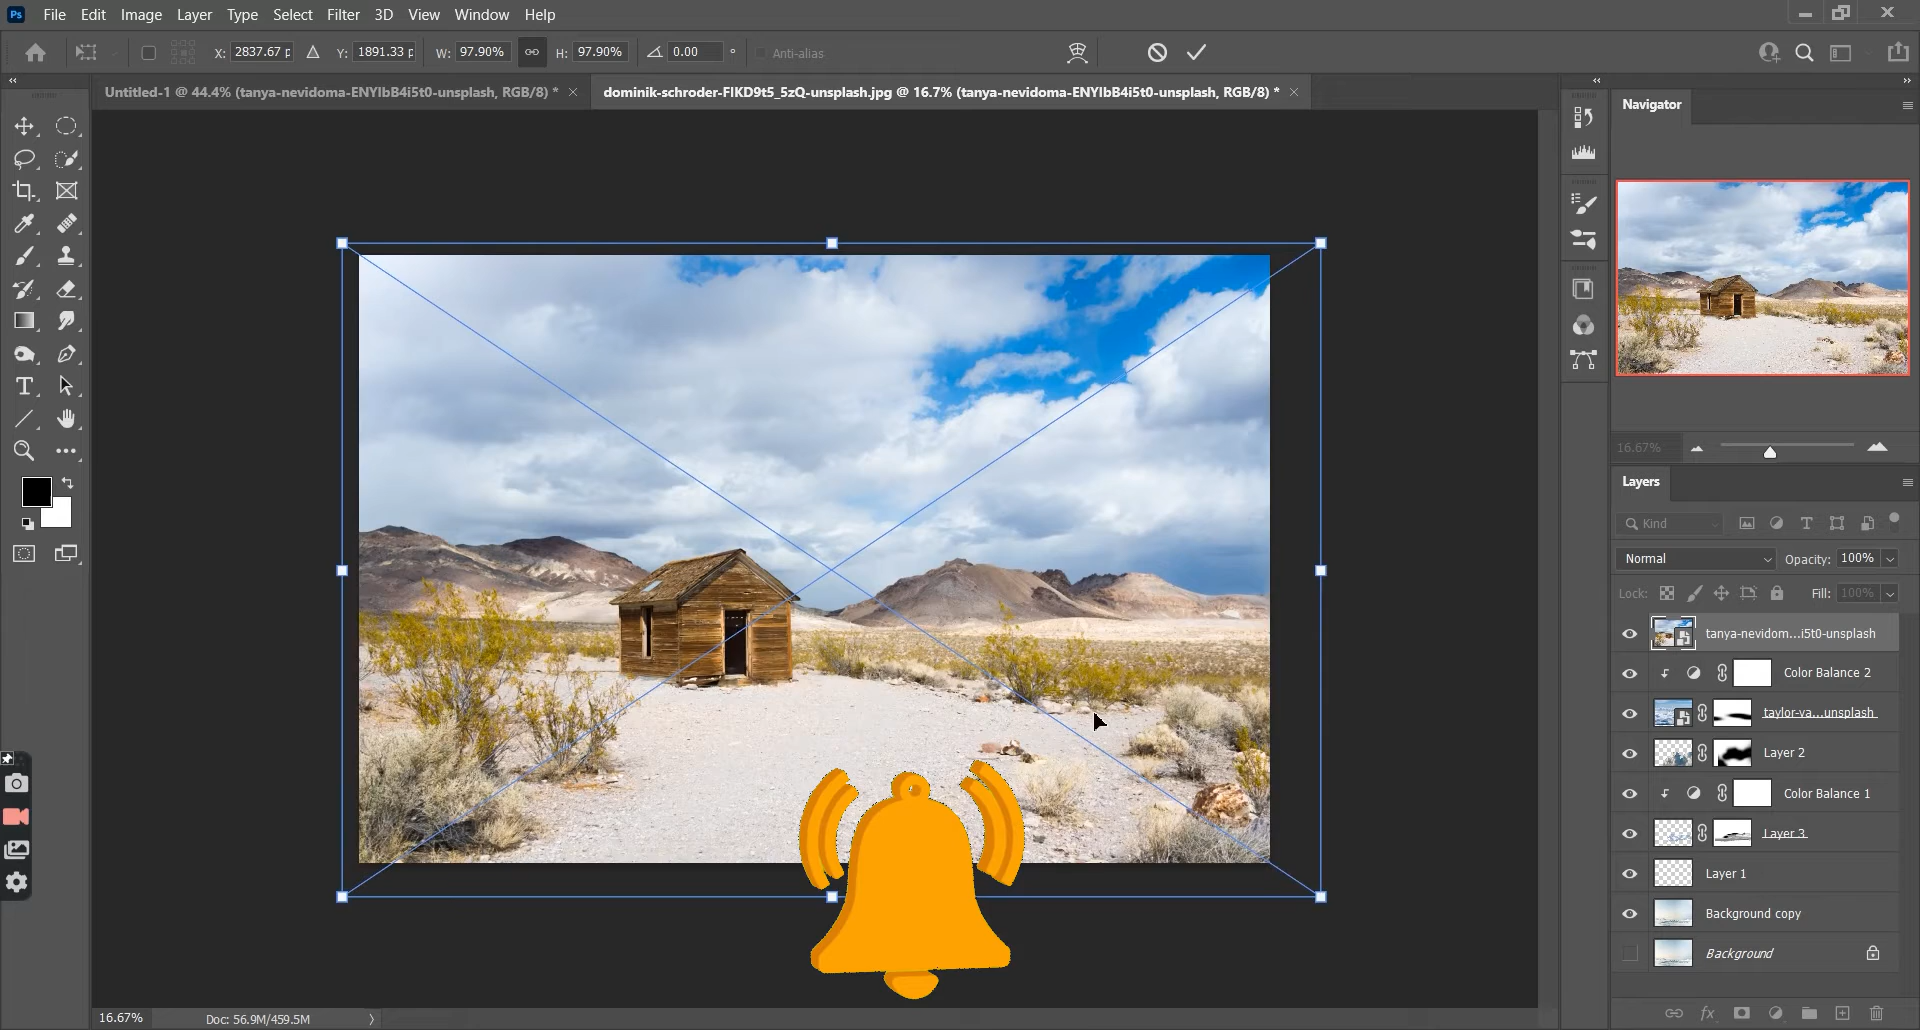 Ps File Edit Image Layer Type Select Filter 3D View Window Help
X: 2837.67 p Y: 1891.33 p W: 97.90% H: 97.90% 0.00 ° Anti-alias
Untitled-1 @ 44.4% (tanya-nevidoma-ENYIbB4i5t0-unsplash, RGB/8) * ×
dominik-schroder-FIKD9t5_5zQ-unsplash.jpg @ 16.7% (tanya-nevidoma-ENYIbB4i5t0-unsplash, RGB/8) * ×
Navigator
16.67%
Layers
Kind
Normal Opacity: 100%
Lock: Fill: 100%
tanya-nevidom...i5t0-unsplash
Color Balance 2
taylor-va...unsplash
Layer 2
Color Balance 1
Layer 3
Layer 1
Background copy
Background
fx
16.67% Doc: 56.9M/459.5M